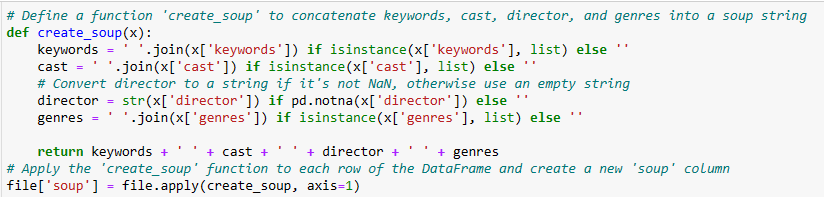 # Define a function 'create_soup' to concatenate keywords, cast, director, and genres into a soup string
def create_soup(x):
    keywords = ' '.join(x['keywords']) if isinstance(x['keywords'], list) else ''
    cast = ' '.join(x['cast']) if isinstance(x['cast'], list) else ''
    # Convert director to a string if it's not NaN, otherwise use an empty string
    director = str(x['director']) if pd.notna(x['director']) else ''
    genres = ' '.join(x['genres']) if isinstance(x['genres'], list) else ''

    return keywords + ' ' + cast + ' ' + director + ' ' + genres
# Apply the 'create_soup' function to each row of the DataFrame and create a new 'soup' column
file['soup'] = file.apply(create_soup, axis=1)